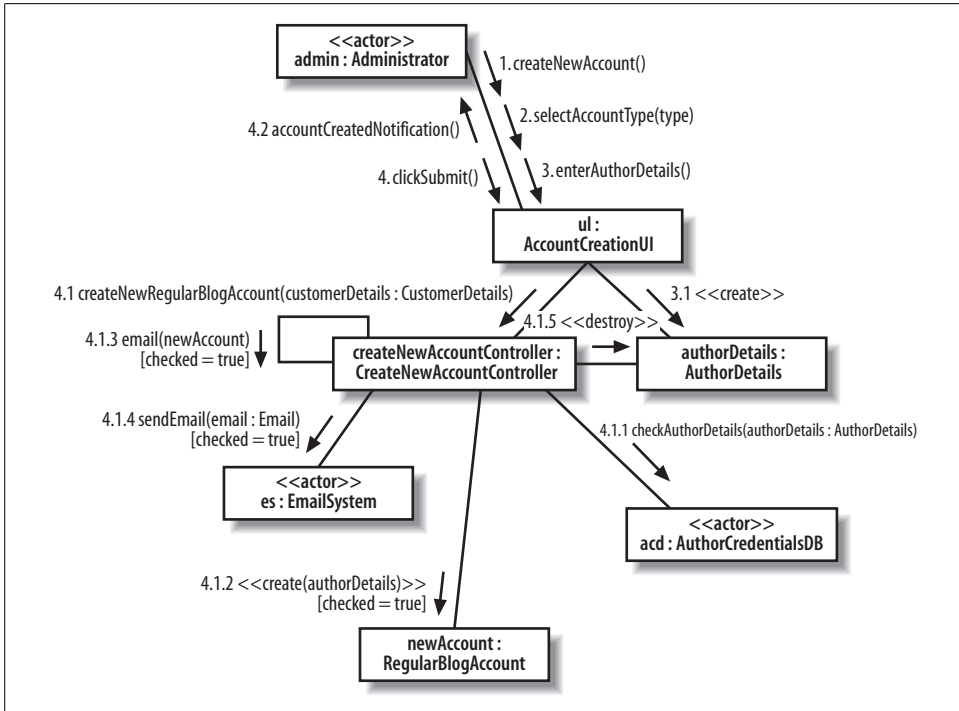 <<actor>>
admin : Administrator
1. createNewAccount()
2. selectAccountType(type)
4.2 accountCreatedNotification()
3. enterAuthorDetails()
4. clickSubmit()
ul :
AccountCreationUI
4.1 createNewRegularBlogAccount(customerDetails : CustomerDetails)
3.1 <<create>>
4.1.5 <<destroy>>
4.1.3 email(newAccount)
[checked = true]
createNewAccountController :
CreateNewAccountController
authorDetails :
AuthorDetails
4.1.4 sendEmail(email : Email)
[checked = true]
4.1.1 checkAuthorDetails(authorDetails : AuthorDetails)
<<actor>>
es : EmailSystem
<<actor>>
acd : AuthorCredentialsDB
4.1.2 <<create(authorDetails)>>
[checked = true]
newAccount :
RegularBlogAccount